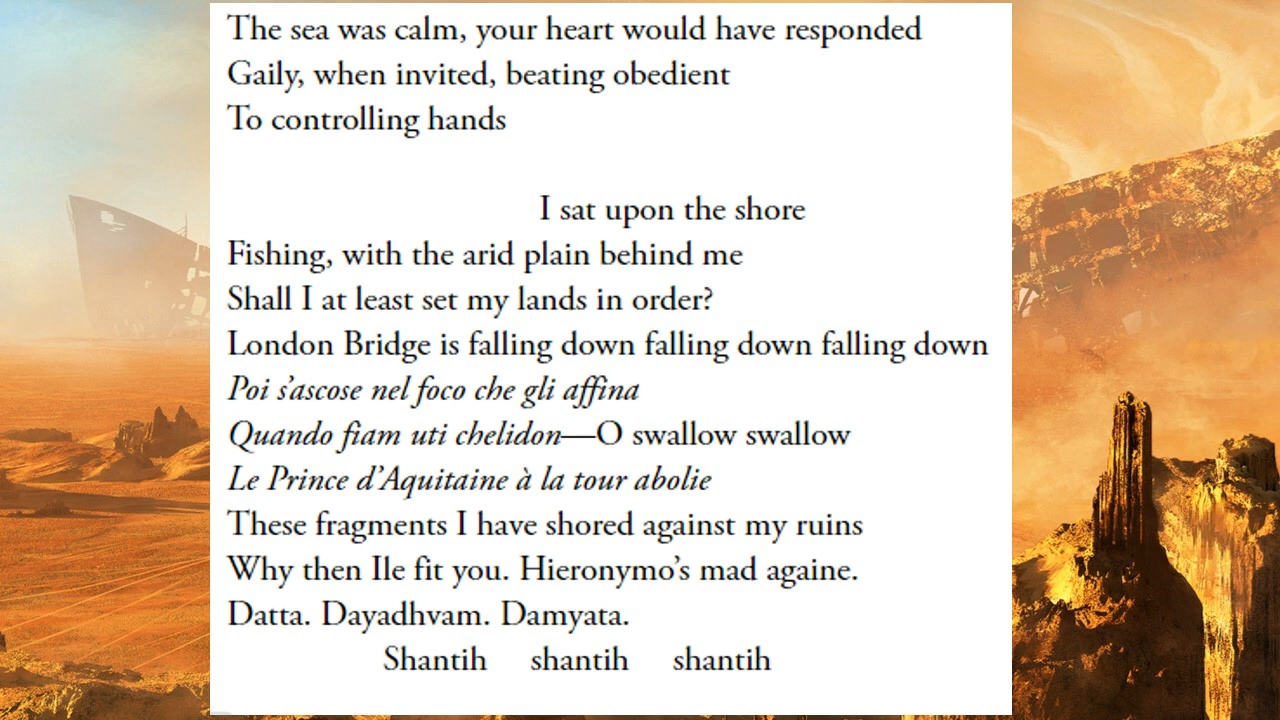 The sea was calm, your heart would have responded
Gaily, when invited, beating obedient
To controlling hands
I sat upon the shore
Fishing, with the arid plain behind me
Shall I at least set my lands in order?
London Bridge is falling down falling down falling down
Poi s’ascose nel foco che gli affina
Quando fiam uti chelidon—O swallow swallow
Le Prince d’Aquitaine à la tour abolie
These fragments I have shored against my ruins
Why then Ile fit you. Hieronymo’s mad againe.
Datta. Dayadhvam. Damyata.
Shantih shantih shantih